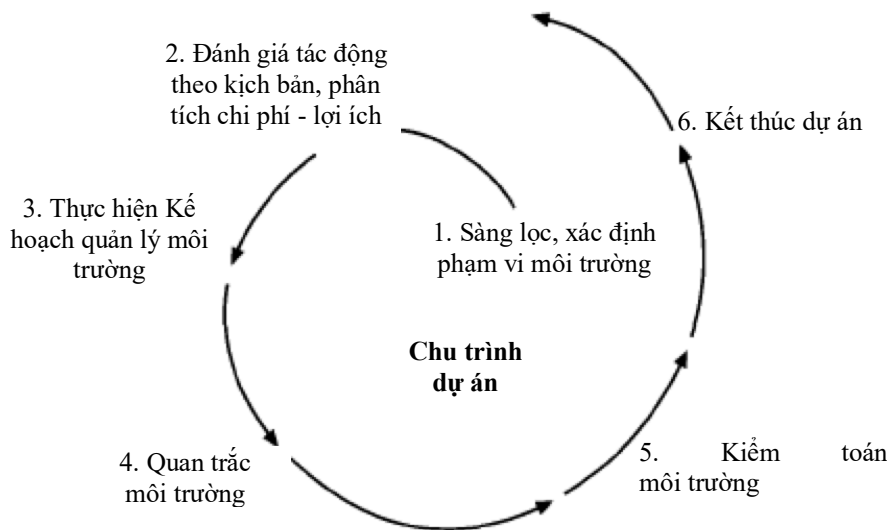 2. Đánh giá tác động
theo kịch bản, phân
tích chi phí - lợi ích
6. Kết thúc dự án
3. Thực hiện Kế
hoạch quản lý môi
trường
1. Sàng lọc, xác định
phạm vi môi trường
Chu trình
dự án
4. Quan trắc
môi trường
5. Kiểm toán
môi trường